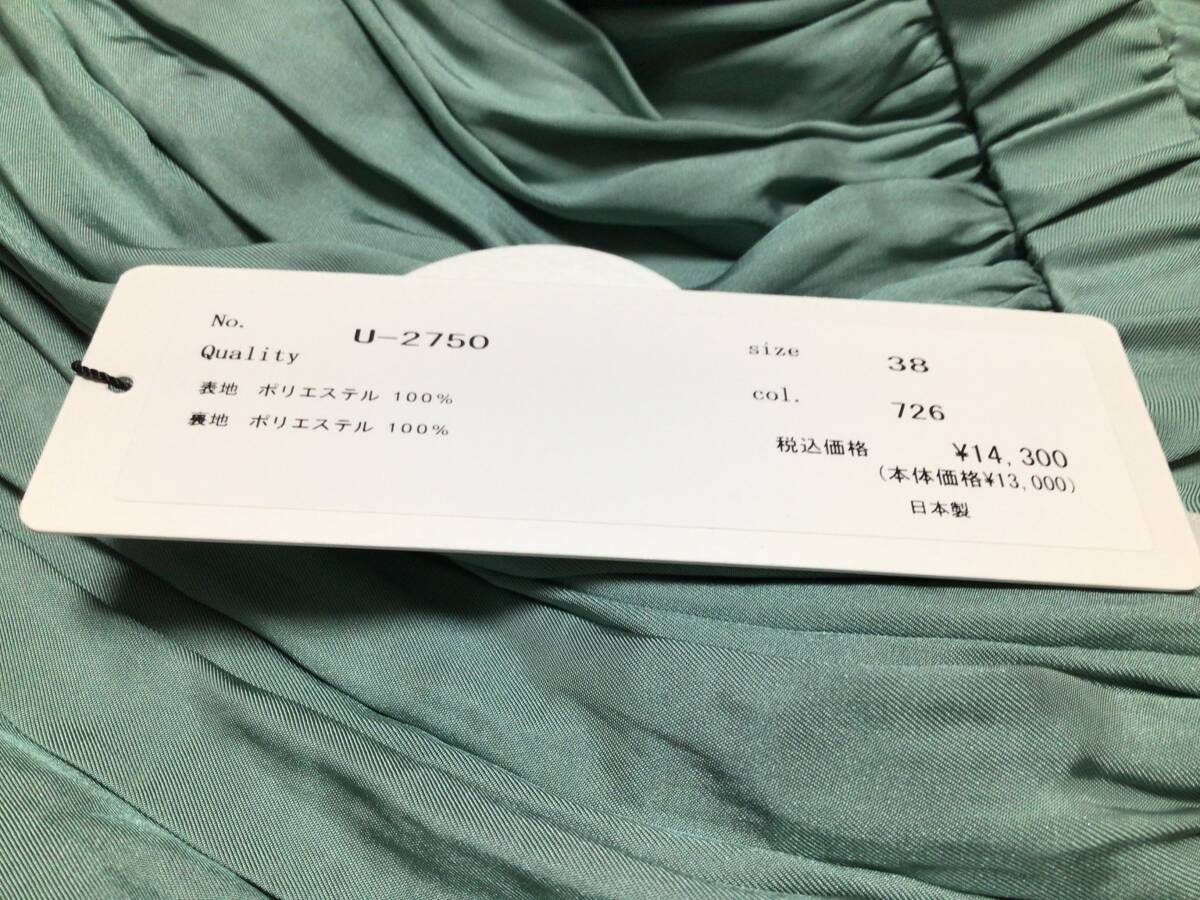 No. U-2750
Quality
表地 ポリエステル 100%
裏地 ポリエステル 100%
size 38
col. 726
税込価格 ¥14,300
(本体価格¥13,000)
日本製